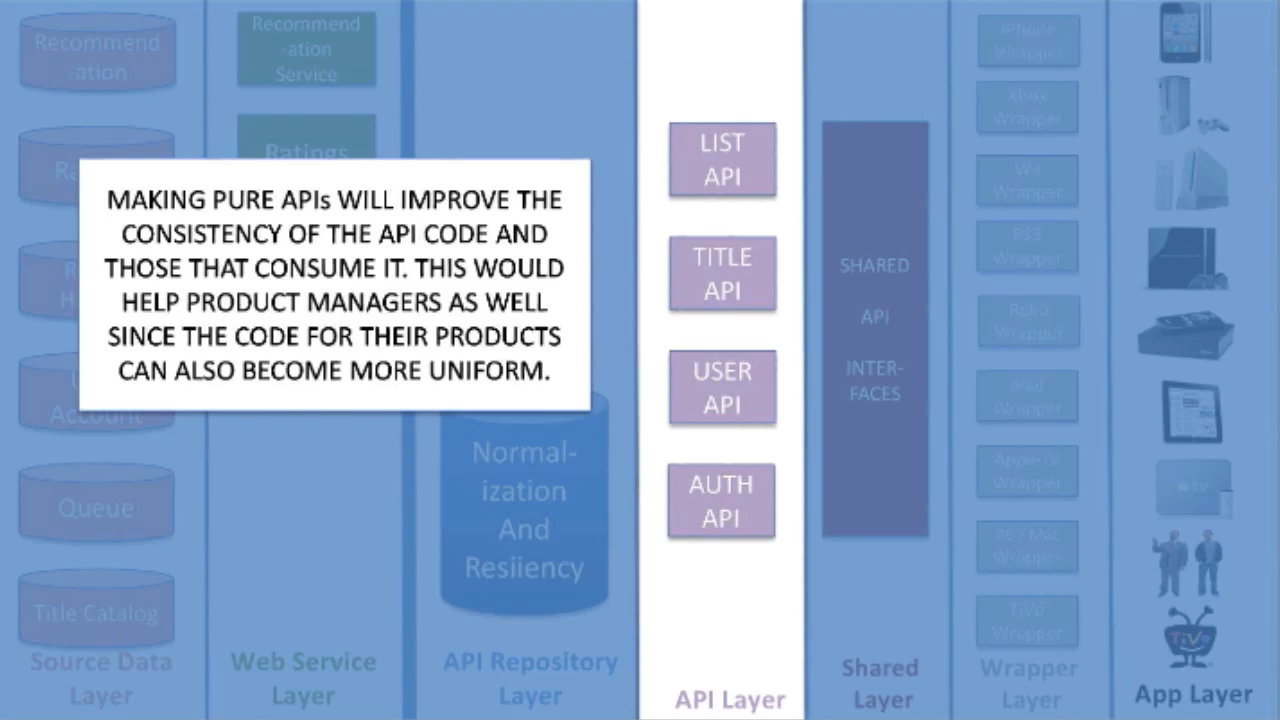 Recommend
-ation
Recommend
-ation
Service
Ratings
Ra
MAKING PURE APIs WILL IMPROVE THE
CONSISTENCY OF THE API CODE AND
THOSE THAT CONSUME IT. THIS WOULD
HELP PRODUCT MANAGERS AS WELL
SINCE THE CODE FOR THEIR PRODUCTS
CAN ALSO BECOME MORE UNIFORM.
Account
Queue
Title Catalog
Normal-
ization
And
Resiiency
LIST
API
TITLE
API
USER
API
AUTH
API
SHARED
API
INTER-
FACES
iPhone
Wrapper
Xbox
Wrapper
Wii
Wrapper
PS3
Wrapper
Roku
Wrapper
iPad
Wrapper
AppleTV
Wrapper
PC / Mac
Wrapper
TiVo
Wrapper
TiVo
Source Data
Layer
Web Service
Layer
API Repository
Layer
API Layer
Shared
Layer
Wrapper
Layer
App Layer